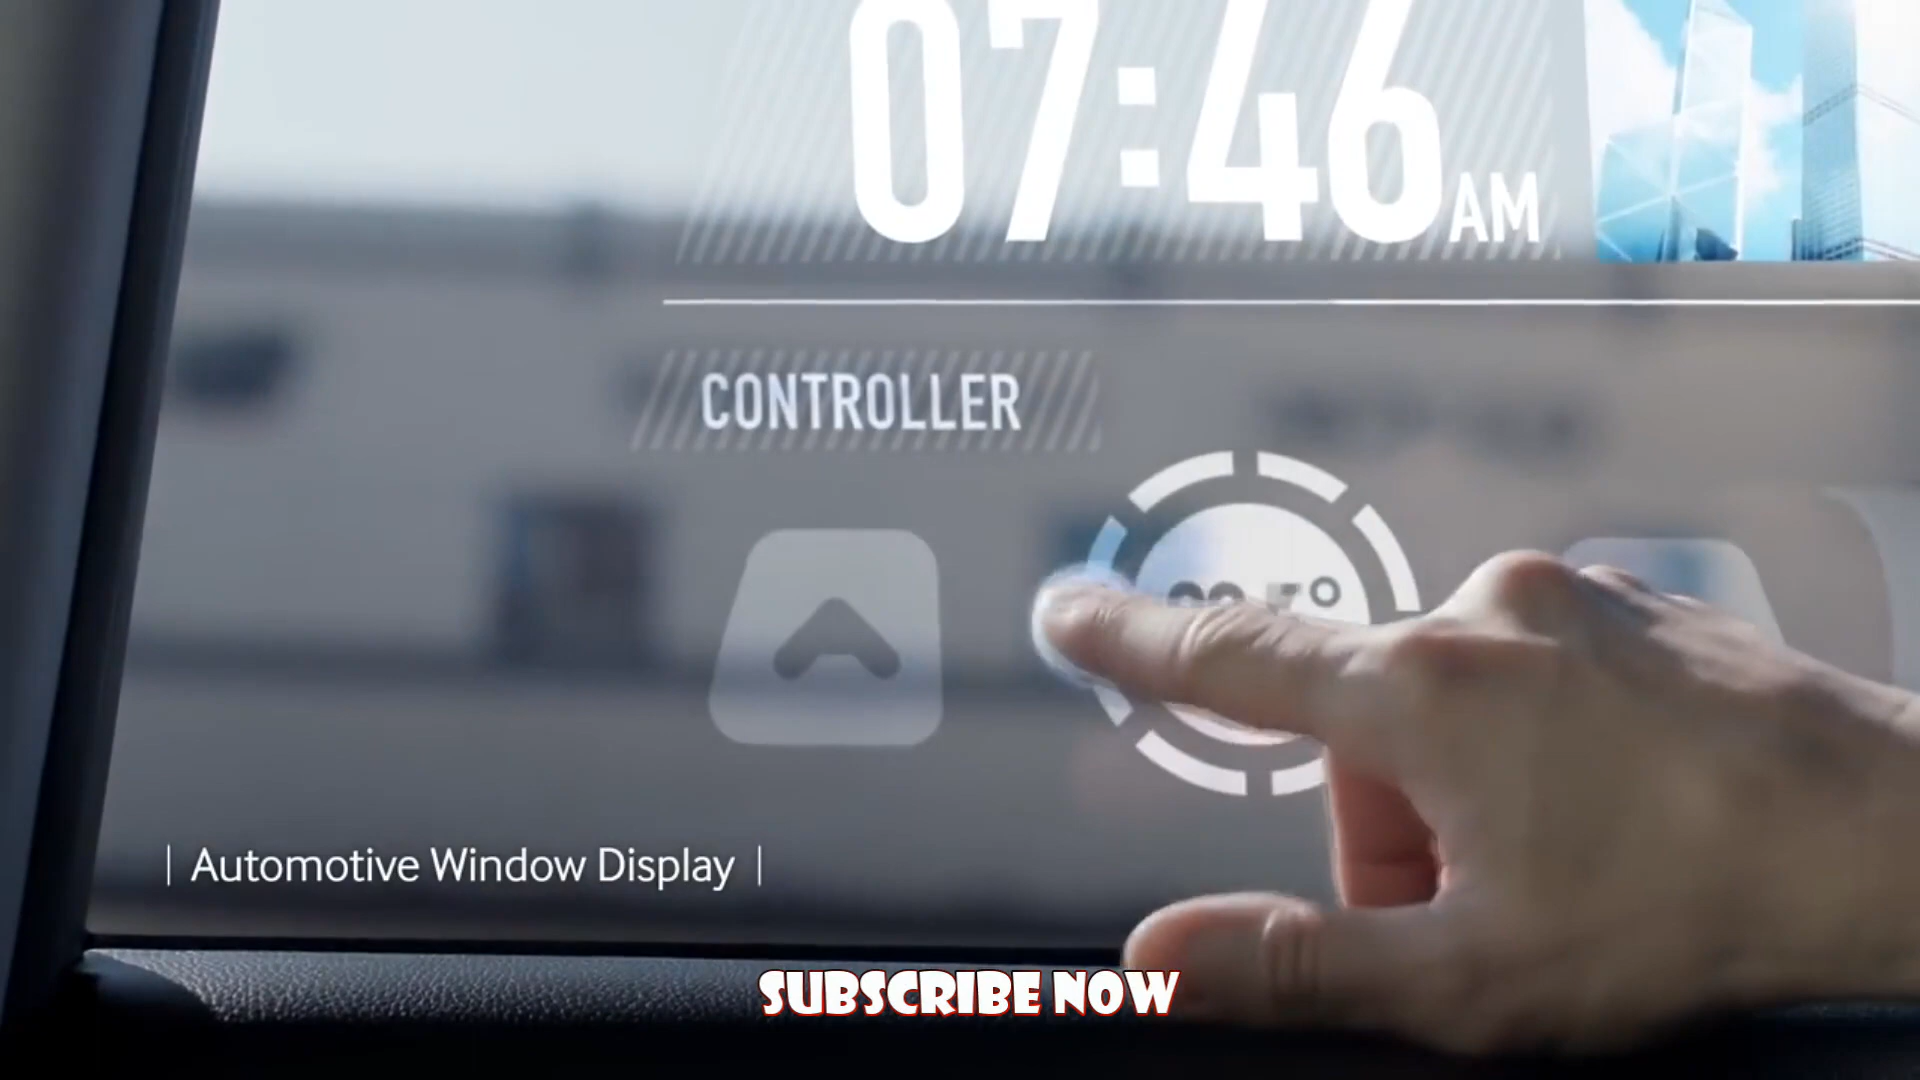 07:46 AM
CONTROLLER
| Automotive Window Display |
SUBSCRIBE NOW